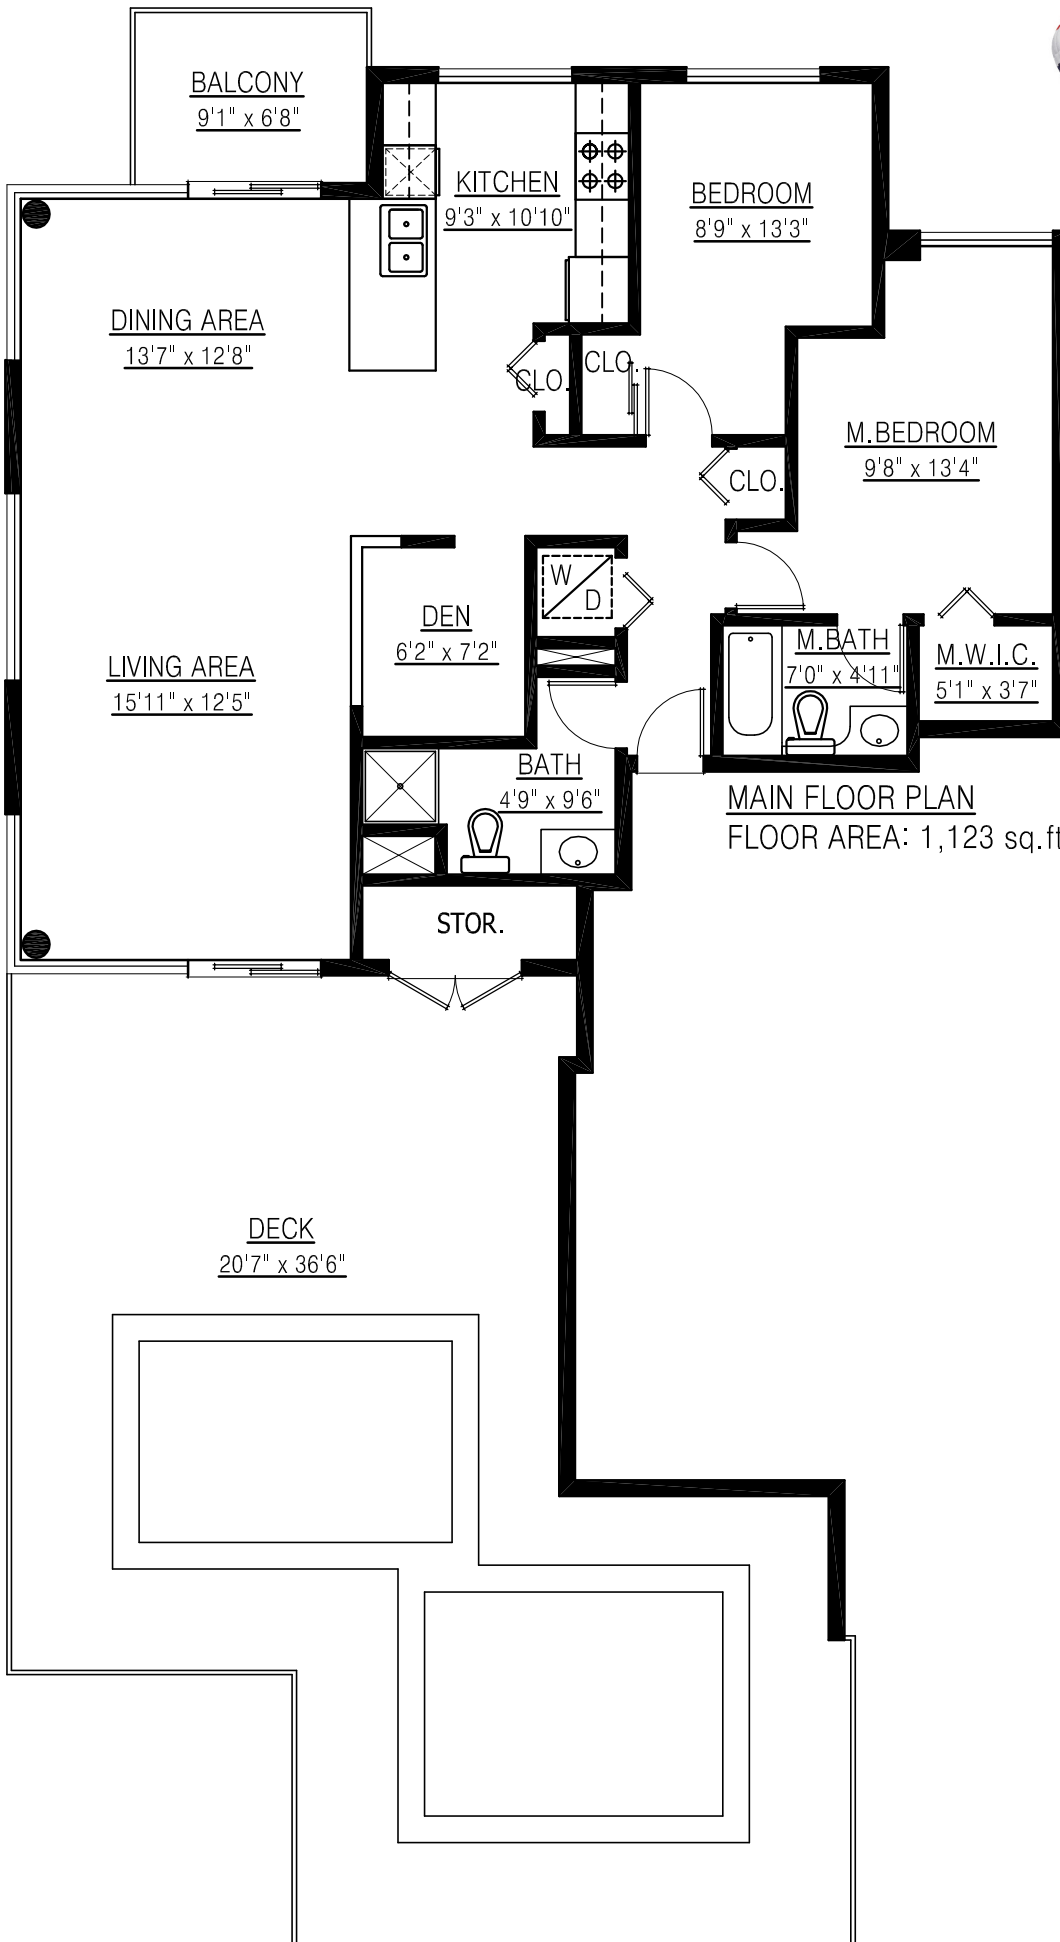 BALCONY
9'1" x 6'8"
KITCHEN
9'3" x 10'10"
BEDROOM
8'9" x 13'3"
DINING AREA
13'7" x 12'8"
CLO.
CLO.
M.BEDROOM
9'8" x 13'4"
CLO.
W
D
DEN
6'2" x 7'2"
LIVING AREA
15'11" x 12'5"
M.BATH
7'0" x 4'11"
M.W.I.C.
5'1" x 3'7"
BATH
4'9" x 9'6"
MAIN FLOOR PLAN
FLOOR AREA: 1,123 sq.ft
STOR.
DECK
20'7" x 36'6"